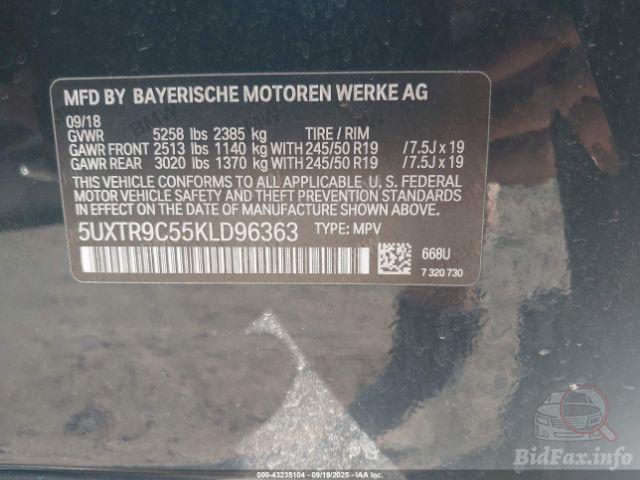 MFD BY BAYERISCHE MOTOREN WERKE AG
09/18
GVWR 5258 lbs 2385 kg TIRE / RIM
GAWR FRONT 2513 lbs 1140 kg WITH 245/50 R19 /7.5J x 19
GAWR REAR 3020 lbs 1370 kg WITH 245/50 R19 /7.5J x 19
THIS VEHICLE CONFORMS TO ALL APPLICABLE U. S. FEDERAL
MOTOR VEHICLE SAFETY AND THEFT PREVENTION STANDARDS
IN EFFECT ON THE DATE OF MANUFACTURE SHOWN ABOVE.
5UXTR9C55KLD96363 TYPE: MPV
668U
7 320 730
BidFax.info
000-43235104 - 09/19/2025 - IAA Inc.